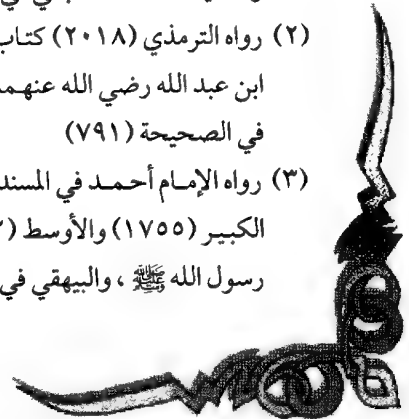 (٢) رواه الترمذي (٢٠١٨) كتاب
ابن عبد الله رضي الله عنهما
في الصحيحة (٧٩١)
(٣) رواه الإمام أحمد في المسند
الكبير (١٧٥٥) والأوسط (
رسول الله ﷺ ، والبيهقي في